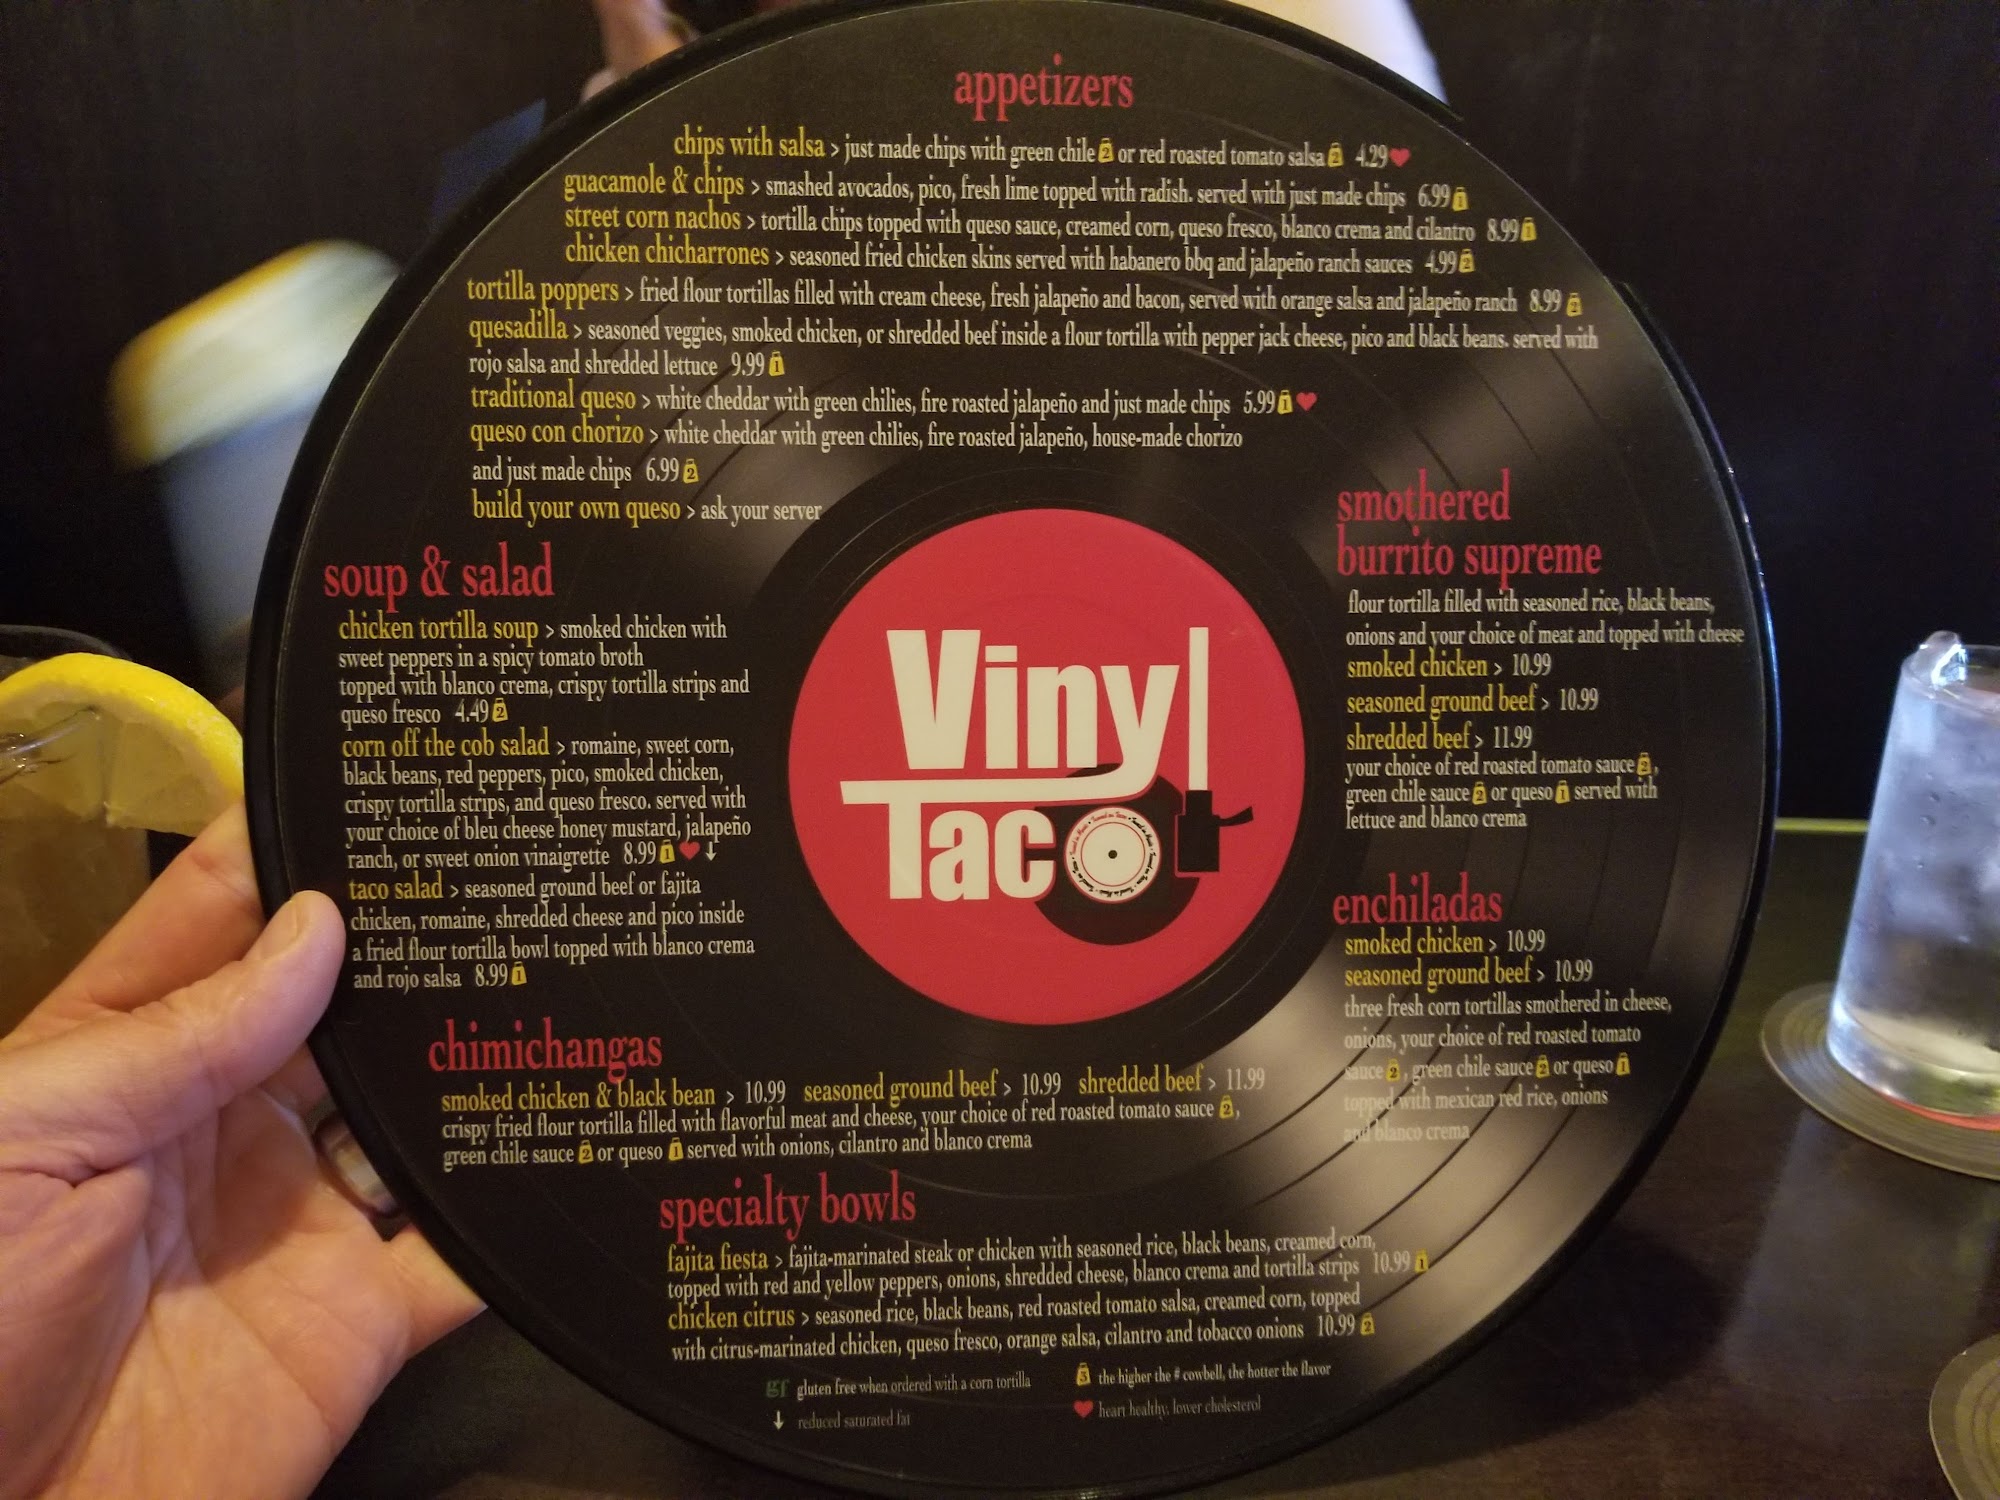 appetizers
chips with salsa > just made chips with green chile 2 or red roasted tomato salsa 2 4.29
guacamole & chips > smashed avocados, pico, fresh lime topped with radish. served with just made chips 6.99 1
street corn nachos > tortilla chips topped with queso sauce, creamed corn, queso fresco, blanco crema and cilantro 8.99 1
chicken chicharrones > seasoned fried chicken skins served with habanero bbq and jalapeño ranch sauces 4.99 2
tortilla poppers > fried flour tortillas filled with cream cheese, fresh jalapeño and bacon, served with orange salsa and jalapeño ranch 8.99 2
quesadilla > seasoned veggies, smoked chicken, or shredded beef inside a flour tortilla with pepper jack cheese, pico and black beans. served with
rojo salsa and shredded lettuce 9.99 1
traditional queso > white cheddar with green chilies, fire roasted jalapeño and just made chips 5.99 1
queso con chorizo > white cheddar with green chilies, fire roasted jalapeño, house-made chorizo
and just made chips 6.99 2
build your own queso > ask your server
soup & salad
chicken tortilla soup > smoked chicken with
sweet peppers in a spicy tomato broth
topped with blanco crema, crispy tortilla strips and
queso fresco 4.49 2
corn off the cob salad > romaine, sweet corn,
black beans, red peppers, pico, smoked chicken,
crispy tortilla strips, and queso fresco. served with
your choice of bleu cheese honey mustard, jalapeño
ranch, or sweet onion vinaigrette 8.99 1
taco salad > seasoned ground beef or fajita
chicken, romaine, shredded cheese and pico inside
a fried flour tortilla bowl topped with blanco crema
and rojo salsa 8.99 1
Vinyl
Taco
smothered
burrito supreme
flour tortilla filled with seasoned rice, black beans,
onions and your choice of meat and topped with cheese
smoked chicken > 10.99
seasoned ground beef > 10.99
shredded beef > 11.99
your choice of red roasted tomato sauce 2,
green chile sauce 2 or queso 1 served with
lettuce and blanco crema
enchiladas
smoked chicken > 10.99
seasoned ground beef > 10.99
three fresh corn tortillas smothered in cheese,
onions, your choice of red roasted tomato
sauce 2, green chile sauce 2 or queso 1
topped with mexican red rice, onions
and blanco crema
chimichangas
smoked chicken & black bean > 10.99 seasoned ground beef > 10.99 shredded beef > 11.99
crispy fried flour tortilla filled with flavorful meat and cheese, your choice of red roasted tomato sauce 2,
green chile sauce 2 or queso 1 served with onions, cilantro and blanco crema
specialty bowls
fajita fiesta > fajita-marinated steak or chicken with seasoned rice, black beans, creamed corn,
topped with red and yellow peppers, onions, shredded cheese, blanco crema and tortilla strips 10.99 1
chicken citrus > seasoned rice, black beans, red roasted tomato salsa, creamed corn, topped
with citrus-marinated chicken, queso fresco, orange salsa, cilantro and tobacco onions 10.99 2
gf gluten free when ordered with a corn tortilla
3 the higher the # cowbell, the hotter the flavor
reduced saturated fat
heart healthy, lower cholesterol